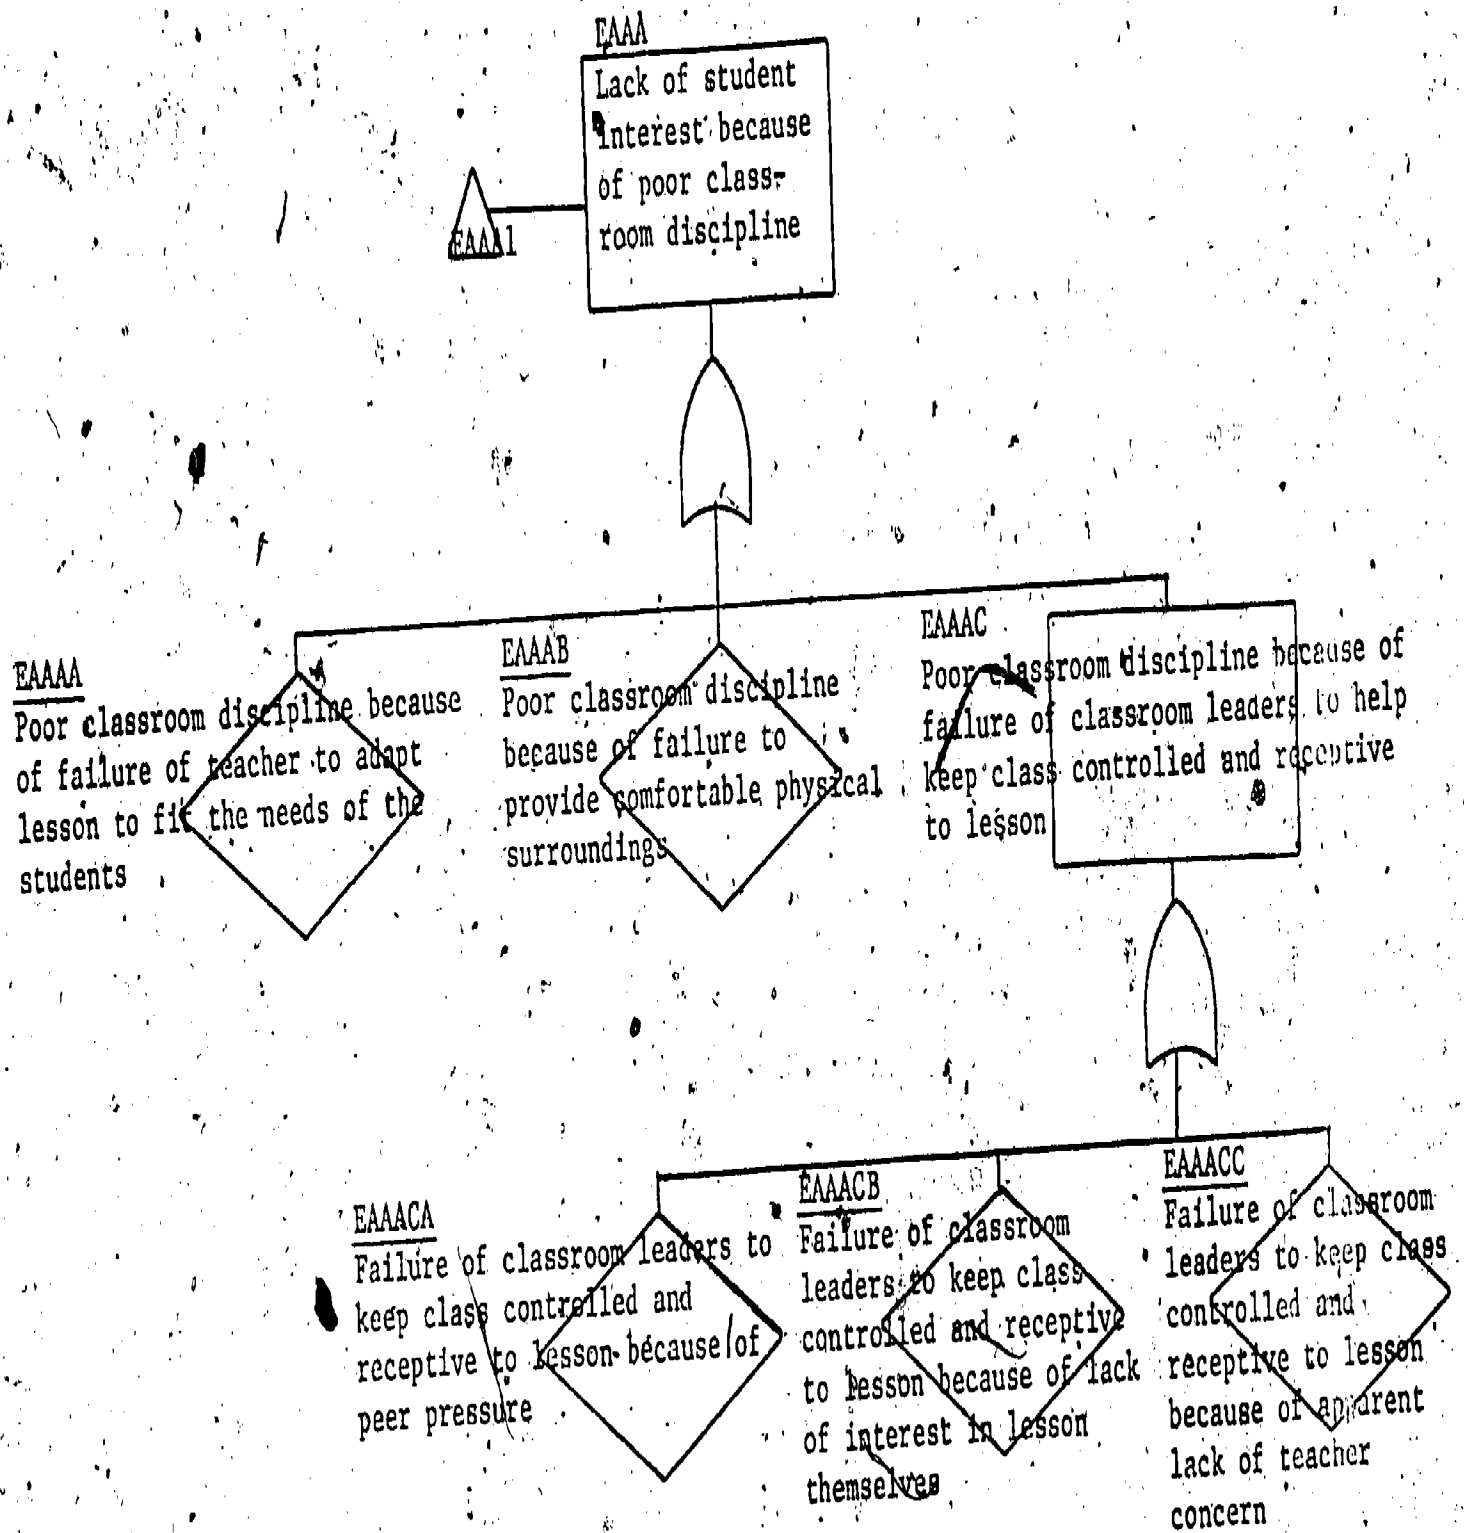 EAAA
Lack of student
interest because
of poor class-
room discipline
EAAA1
EAAAA
Poor classroom discipline because
of failure of teacher to adapt
lesson to fit the needs of the
students
EAAAB
Poor classroom discipline
because of failure to
provide comfortable physical
surroundings
EAAAC
Poor classroom discipline because of
failure of classroom leaders to help
keep class controlled and receptive
to lesson
EAAACA
Failure of classroom leaders to
keep class controlled and
receptive to lesson because of
peer pressure
EAAACB
Failure of classroom
leaders to keep class
controlled and receptive
to lesson because of lack
of interest in lesson
themselves
EAAACC
Failure of classroom
leaders to keep class
controlled and
receptive to lesson
because of apparent
lack of teacher
concern